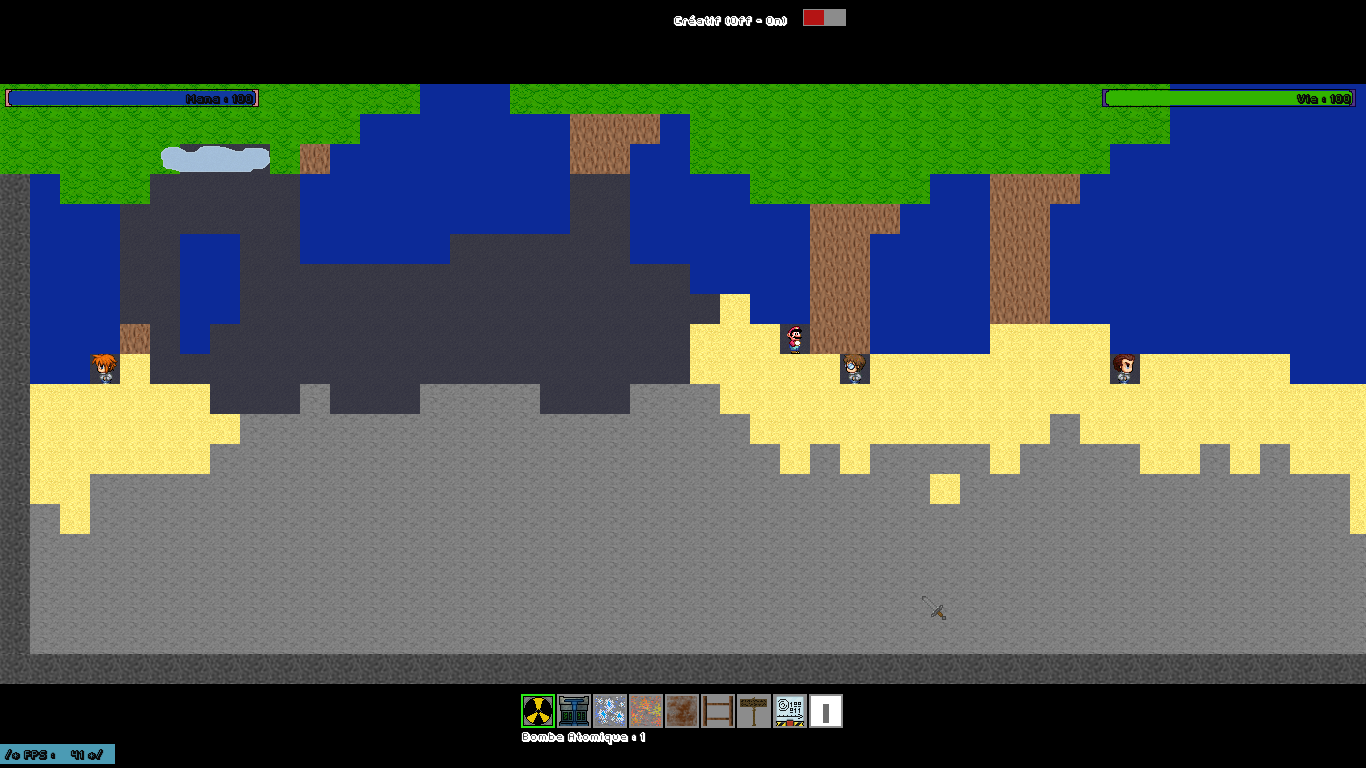 Créatif (Off - On)
Mana : 100
Vie : 100
Bombe Atomique : 1
/o FPS : 41 o/